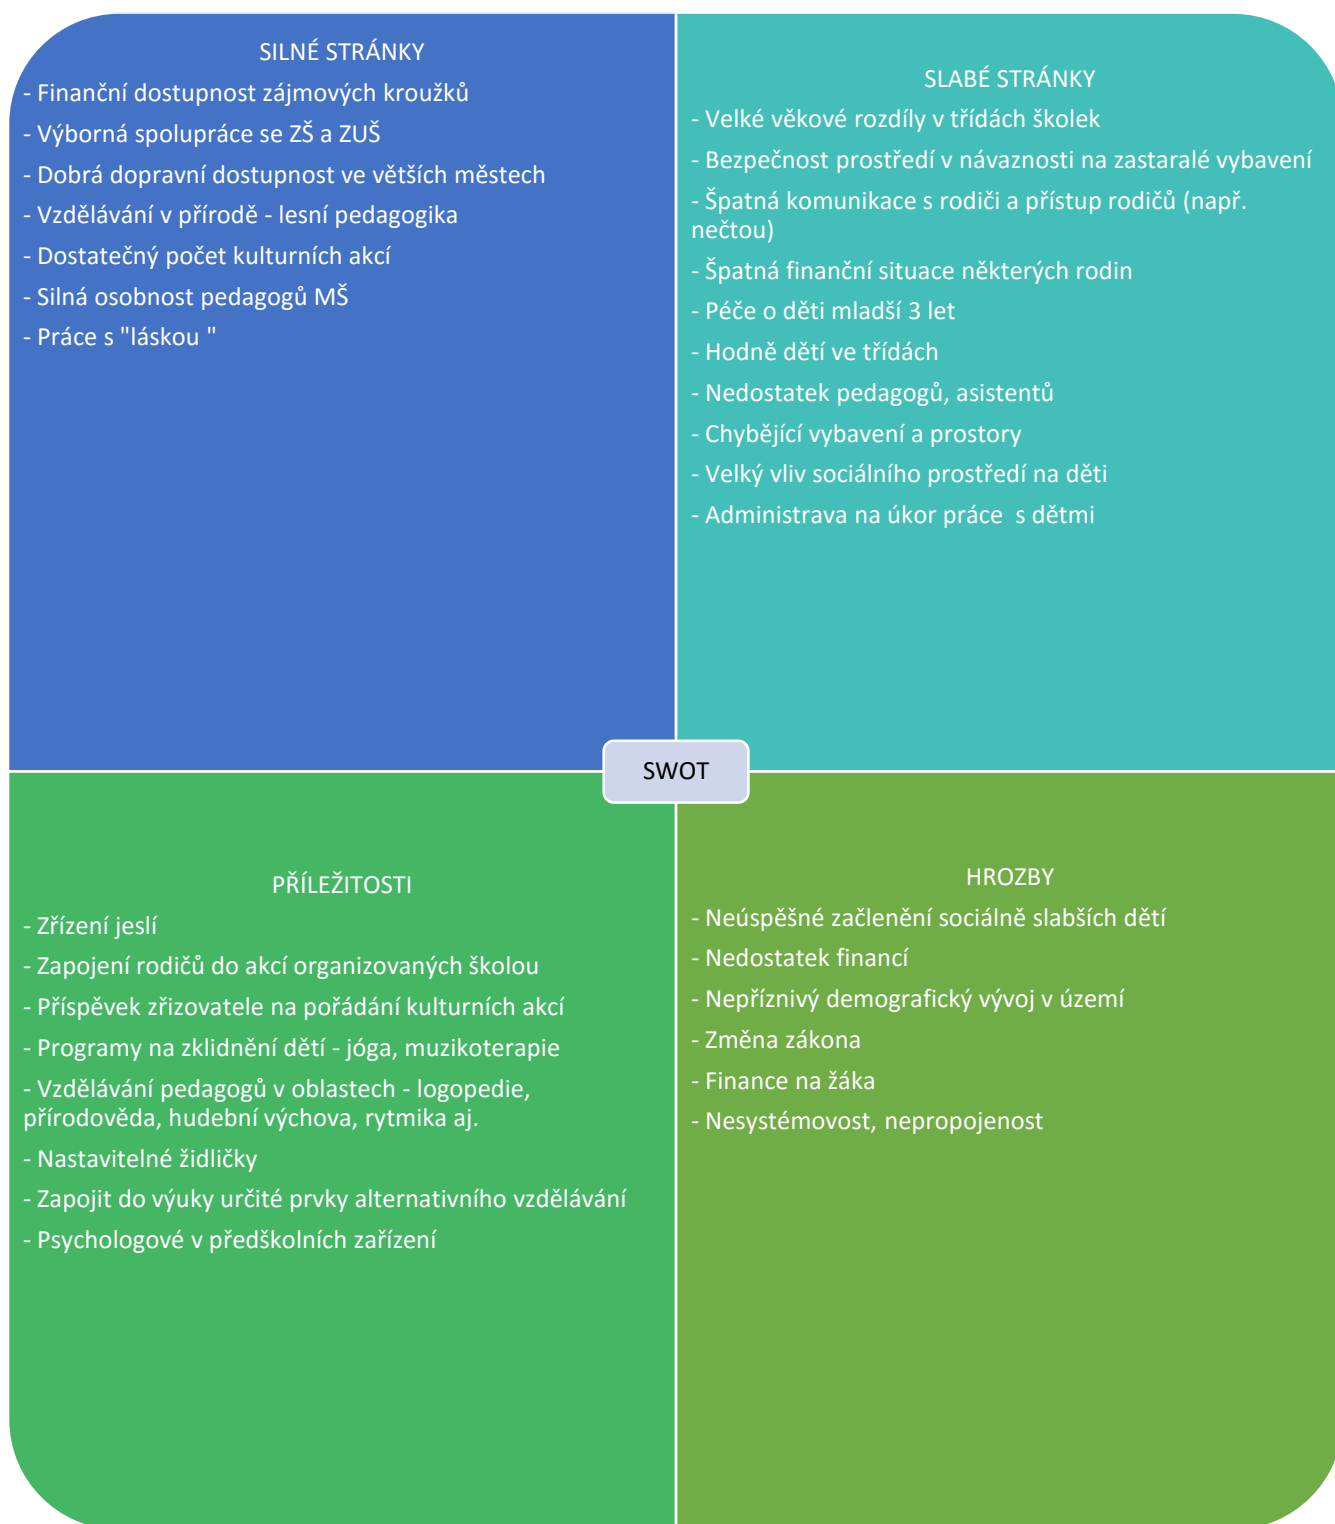 SILNÉ STRÁNKY
- Finanční dostupnost zájmových kroužků
- Výborná spolupráce se ZŠ a ZUŠ
- Dobrá dopravní dostupnost ve větších městech
- Vzdělávání v přírodě - lesní pedagogika
- Dostatečný počet kulturních akcí
- Silná osobnost pedagogů MŠ
- Práce s "láskou "
SLABÉ STRÁNKY
- Velké věkové rozdíly v třídách školek
- Bezpečnost prostředí v návaznosti na zastaralé vybavení
- Špatná komunikace s rodiči a přístup rodičů (např.
nečtou)
- Špatná finanční situace některých rodin
- Péče o děti mladší 3 let
- Hodně dětí ve třídách
- Nedostatek pedagogů, asistentů
- Chybějící vybavení a prostory
- Velký vliv sociálního prostředí na děti
- Administrava na úkor práce  s dětmi
SWOT
PŘÍLEŽITOSTI
- Zřízení jeslí
- Zapojení rodičů do akcí organizovaných školou
- Příspěvek zřizovatele na pořádání kulturních akcí
- Programy na zklidnění dětí - jóga, muzikoterapie
- Vzdělávání pedagogů v oblastech - logopedie,
přírodověda, hudební výchova, rytmika aj.
- Nastavitelné židličky
- Zapojit do výuky určité prvky alternativního vzdělávání
- Psychologové v předškolních zařízení
HROZBY
- Neúspěšné začlenění sociálně slabších dětí
- Nedostatek financí
- Nepříznivý demografický vývoj v území
- Změna zákona
- Finance na žáka
- Nesystémovost, nepropojenost